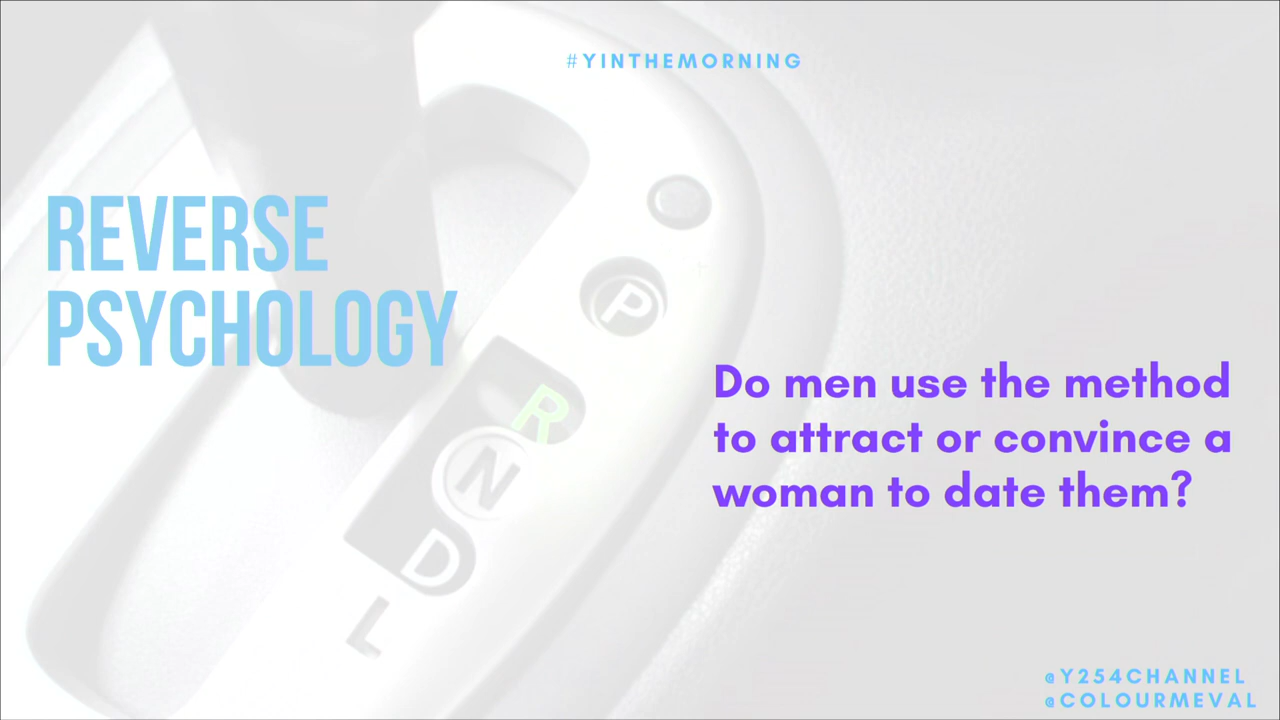 #YINTHEMORNING
REVERSE
PSYCHOLOGY
P
R
N
D
L
Do men use the method
to attract or convince a
woman to date them?
@Y254CHANNEL
@COLOURMEVAL